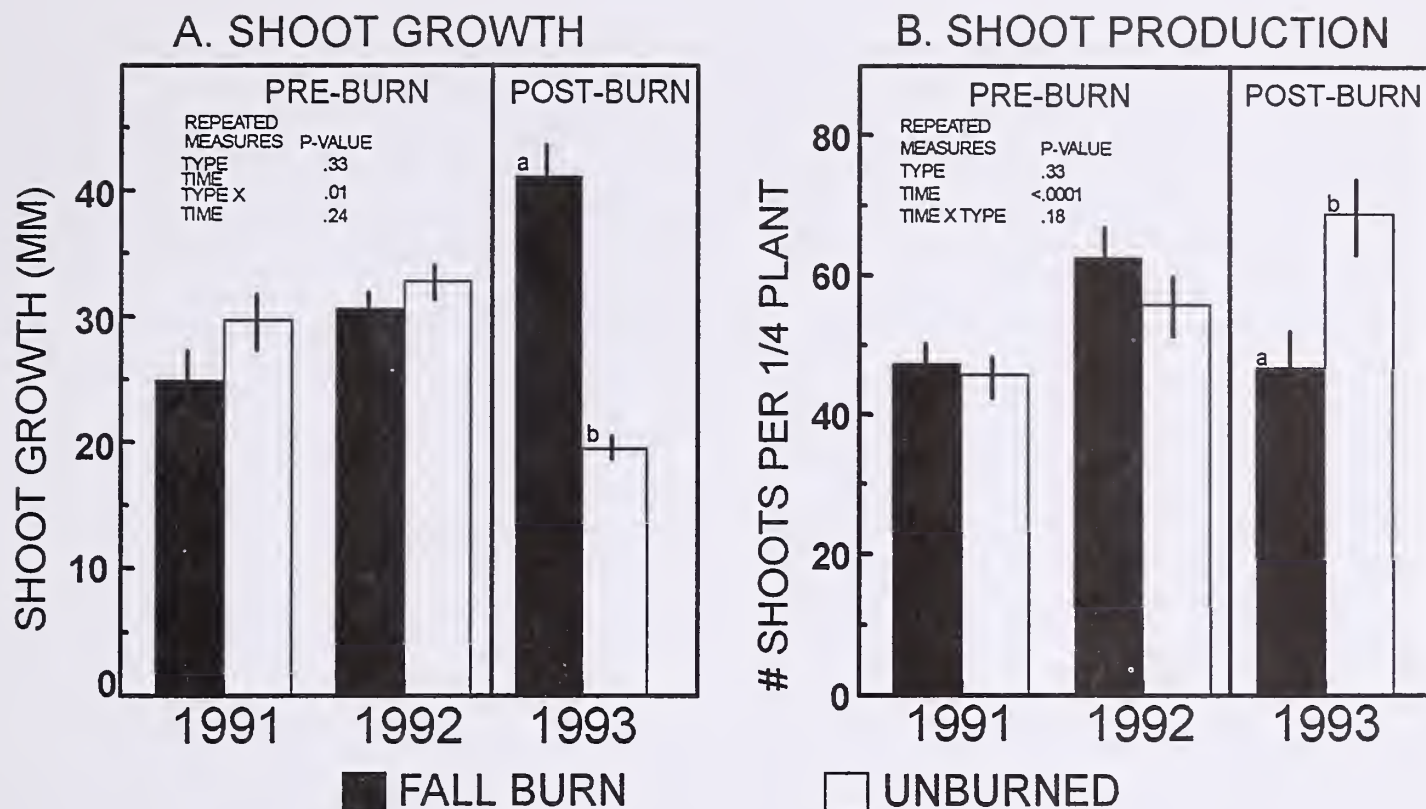 A. SHOOT GROWTH
PRE-BURN
POST-BURN
REPEATED
MEASURES P-VALUE
TYPE .33
TIME
TYPE X .01
TIME .24
SHOOT GROWTH (MM)
40
30
20
10
0
a
b
1991 1992 1993
B. SHOOT PRODUCTION
PRE-BURN
POST-BURN
REPEATED
MEASURES P-VALUE
TYPE .33
TIME <.0001
TIME X TYPE .18
# SHOOTS PER 1/4 PLANT
80
60
40
20
0
a
b
1991 1992 1993
FALL BURN
UNBURNED